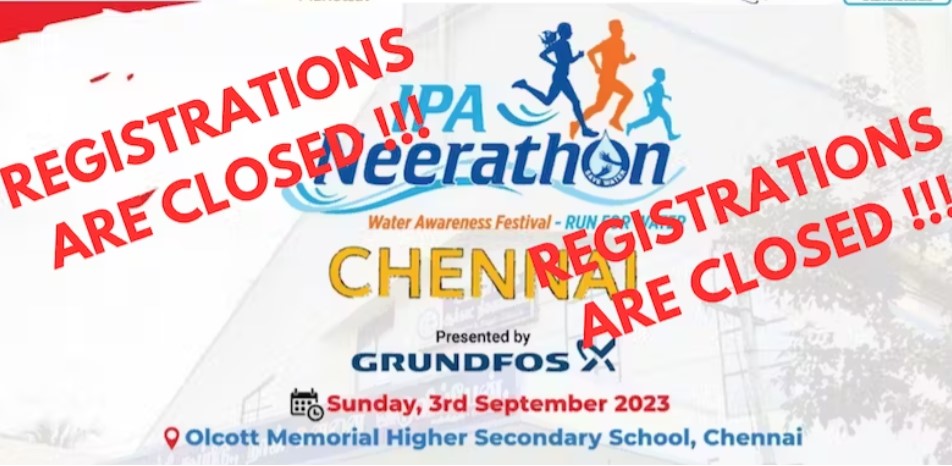 REGISTRATIONS
ARE CLOSED !!!
IPA
Neerathon
SAVE WATER
Water Awareness Festival - RUN FOR WATER
CHENNAI
REGISTRATIONS
ARE CLOSED !!!
Presented by
GRUNDFOS
Sunday, 3rd September 2023
Olcott Memorial Higher Secondary School, Chennai